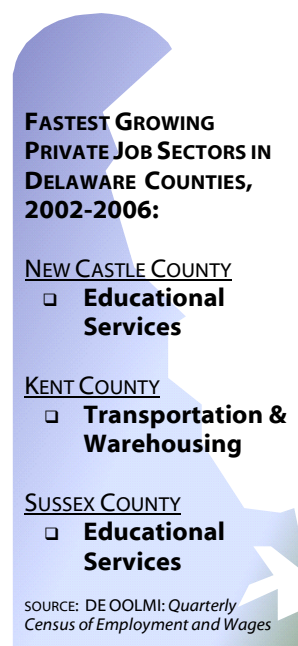 FASTEST GROWING
PRIVATE JOB SECTORS IN
DELAWARE COUNTIES,
2002-2006:
NEW CASTLE COUNTY
❑ Educational
Services
KENT COUNTY
❑ Transportation &
Warehousing
SUSSEX COUNTY
❑ Educational
Services
SOURCE: DE OOLMI: Quarterly
Census of Employment and Wages